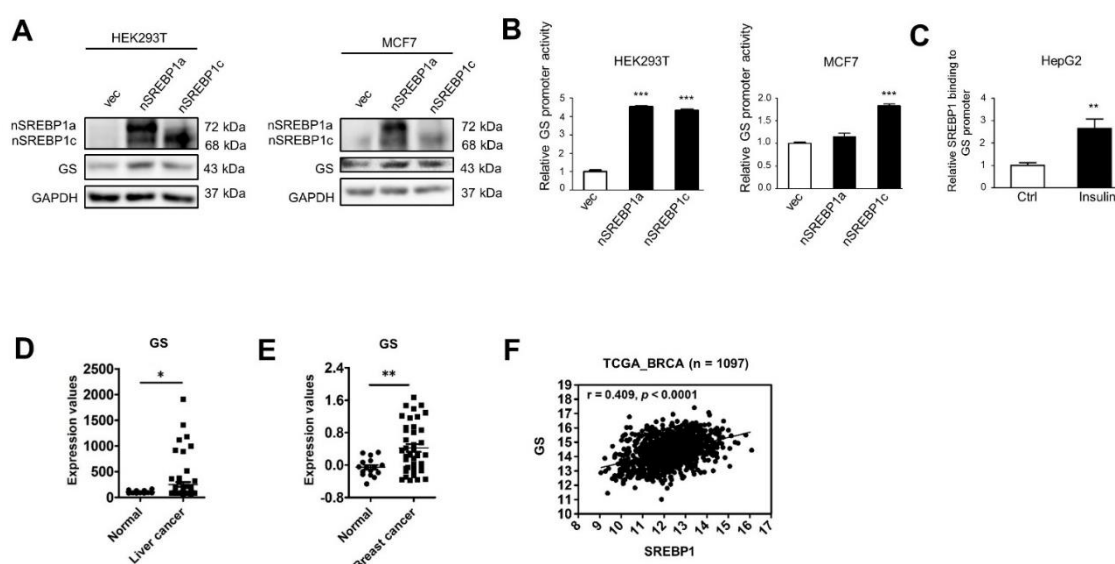 A
HEK293T
vec
nSREBP1a
nSREBP1c
nSREBP1a
nSREBP1c
GS
GAPDH
72 kDa
68 kDa
43 kDa
37 kDa
MCF7
vec
nSREBP1a
nSREBP1c
nSREBP1a
nSREBP1c
GS
GAPDH
72 kDa
68 kDa
43 kDa
37 kDa
B
HEK293T
Relative GS promoter activity
5
4
3
2
1
0
***
***
vec
nSREBP1a
nSREBP1c
MCF7
Relative GS promoter activity
2.0
1.5
1.0
0.5
0.0
***
vec
nSREBP1a
nSREBP1c
C
HepG2
Relative SREBP1 binding to
GS promoter
4
3
2
1
0
**
Ctrl
Insulin
D
GS
Expression values
2500
2000
1500
1000
500
0
*
Normal
Liver cancer
E
GS
Expression values
1.6
0.8
0.0
-0.8
**
Normal
Breast cancer
F
TCGA_BRCA (n = 1097)
r = 0.409, p < 0.0001
GS
19
18
17
16
15
14
13
12
11
10
8 9 10 11 12 13 14 15 16 17
SREBP1